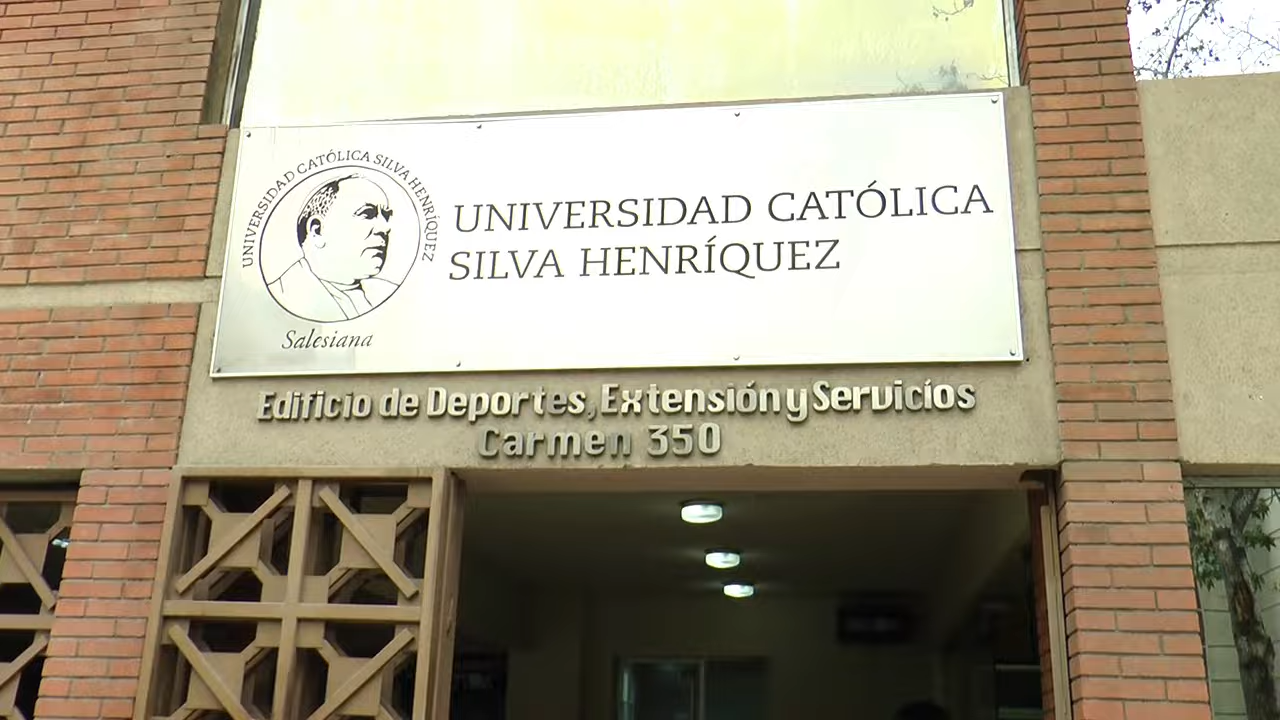 UNIVERSIDAD CATÓLICA SILVA HENRÍQUEZ
Salesiana
UNIVERSIDAD CATÓLICA
SILVA HENRÍQUEZ
Edificio de Deportes, Extensión y Servicios
Carmen 350